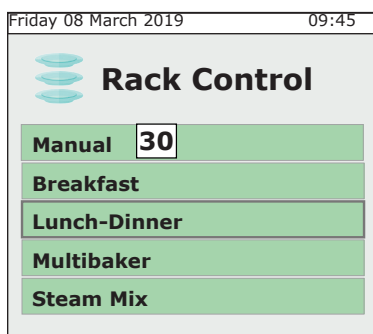 Friday 08 March 2019 09:45
Rack Control
Manual 30
Breakfast
Lunch-Dinner
Multibaker
Steam Mix